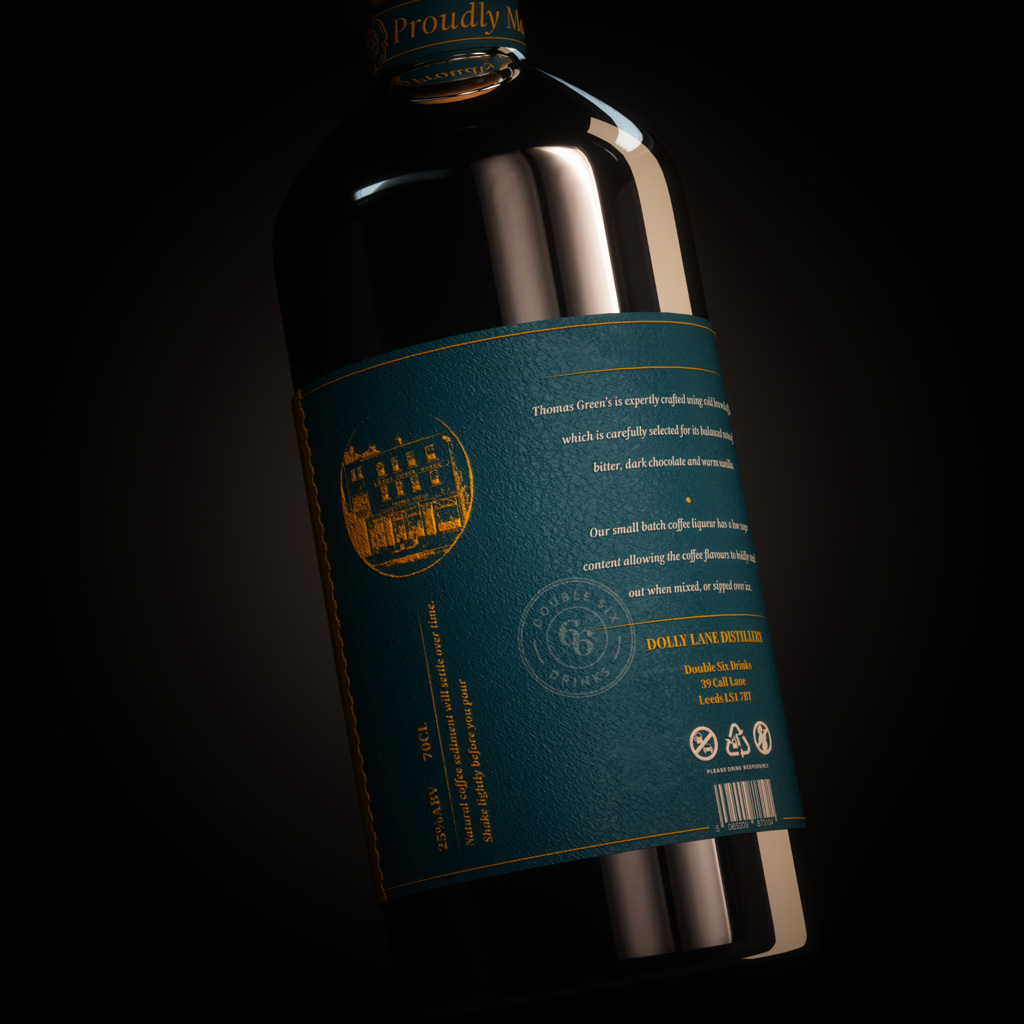 Proudly
Thomas Green's is expertly crafted using cold
which is carefully selected for its balanced
bitter, dark chocolate and warm vanilla
Our small batch coffee liqueur has a low
content allowing the coffee flavours to boldly
out when mixed, or sipped over ice.
DOUBLE SIX
66
DRINKS
DOLLY LANE DISTILLERY
Double Six Drinks
39 Call Lane
Leeds LS1 7BT
PLEASE DRINK RESPONSIBLY
25%ABV 70CL
Natural coffee sediment will settle over time.
Shake lightly before you pour